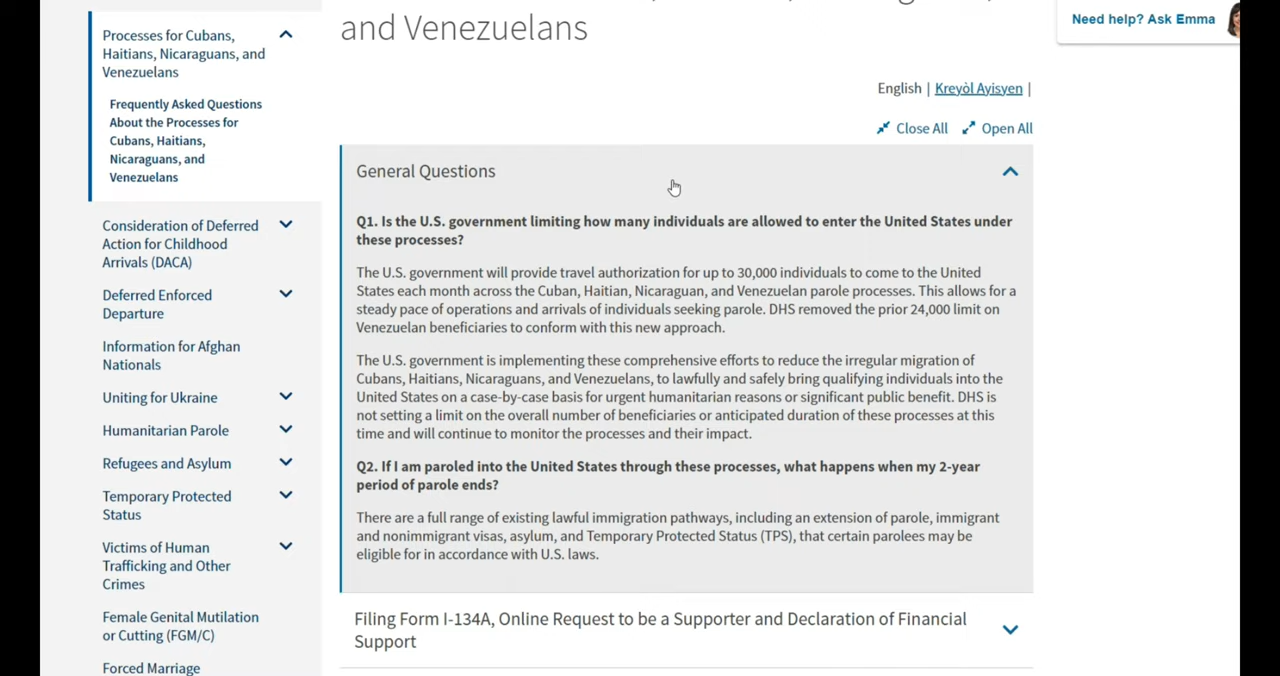 and Venezuelans
Need help? Ask Emma
Processes for Cubans,
Haitians, Nicaraguans, and
Venezuelans
Frequently Asked Questions
About the Processes for
Cubans, Haitians,
Nicaraguans, and
Venezuelans
Consideration of Deferred
Action for Childhood
Arrivals (DACA)
Deferred Enforced
Departure
Information for Afghan
Nationals
Uniting for Ukraine
Humanitarian Parole
Refugees and Asylum
Temporary Protected
Status
Victims of Human
Trafficking and Other
Crimes
Female Genital Mutilation
or Cutting (FGM/C)
Forced Marriage
English | Kreyòl Ayisyen |
Close All Open All
General Questions
Q1. Is the U.S. government limiting how many individuals are allowed to enter the United States under
these processes?
The U.S. government will provide travel authorization for up to 30,000 individuals to come to the United
States each month across the Cuban, Haitian, Nicaraguan, and Venezuelan parole processes. This allows for a
steady pace of operations and arrivals of individuals seeking parole. DHS removed the prior 24,000 limit on
Venezuelan beneficiaries to conform with this new approach.
The U.S. government is implementing these comprehensive efforts to reduce the irregular migration of
Cubans, Haitians, Nicaraguans, and Venezuelans, to lawfully and safely bring qualifying individuals into the
United States on a case-by-case basis for urgent humanitarian reasons or significant public benefit. DHS is
not setting a limit on the overall number of beneficiaries or anticipated duration of these processes at this
time and will continue to monitor the processes and their impact.
Q2. If I am paroled into the United States through these processes, what happens when my 2-year
period of parole ends?
There are a full range of existing lawful immigration pathways, including an extension of parole, immigrant
and nonimmigrant visas, asylum, and Temporary Protected Status (TPS), that certain parolees may be
eligible for in accordance with U.S. laws.
Filing Form I-134A, Online Request to be a Supporter and Declaration of Financial
Support